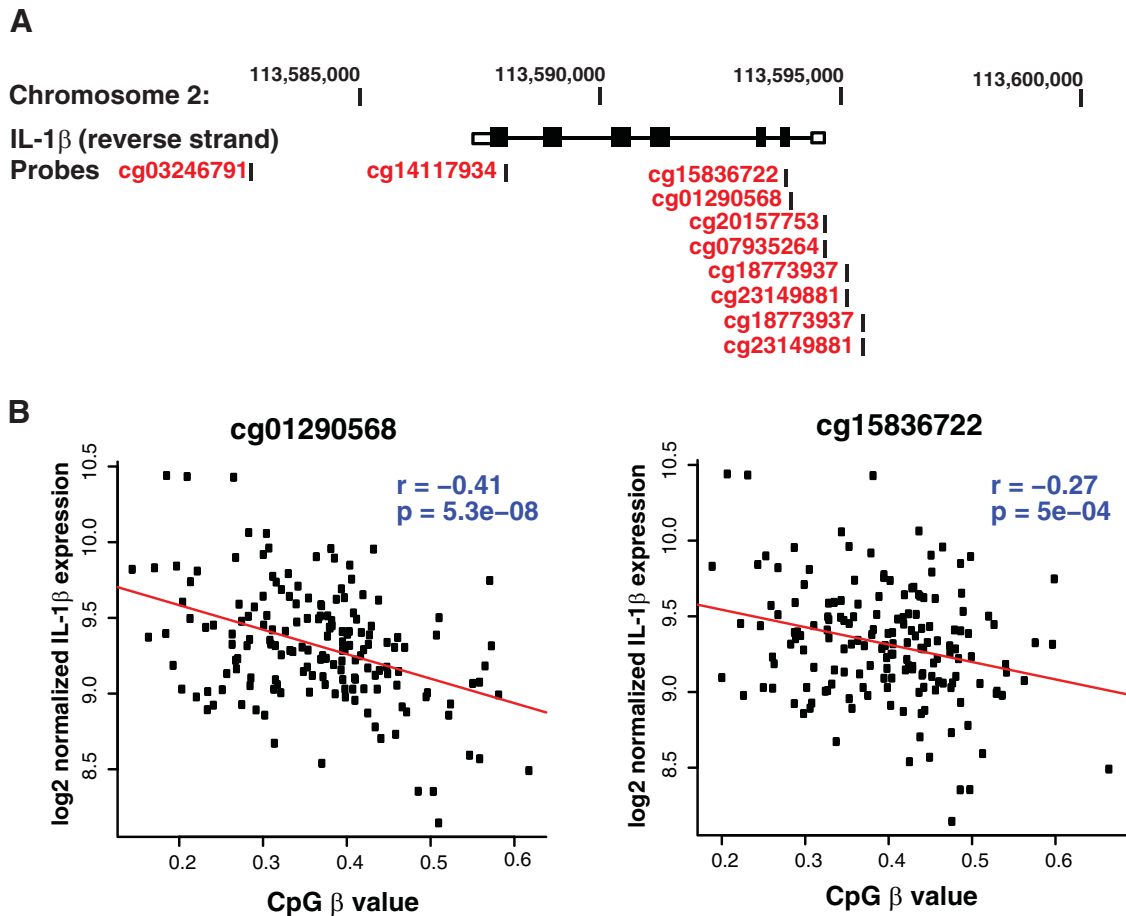 A
113,585,000 113,590,000 113,595,000 113,600,000
Chromosome 2:
IL-1β (reverse strand)
Probes cg03246791 cg14117934 cg15836722
cg01290568
cg20157753
cg07935264
cg18773937
cg23149881
cg18773937
cg23149881
B
cg01290568
log2 normalized IL-1β expression
10.5
10.0
9.5
9.0
8.5
r = −0.41
p = 5.3e−08
0.2 0.3 0.4 0.5 0.6
CpG β value
cg15836722
log2 normalized IL-1β expression
10.5
10.0
9.5
9.0
8.5
r = −0.27
p = 5e−04
0.2 0.3 0.4 0.5 0.6
CpG β value